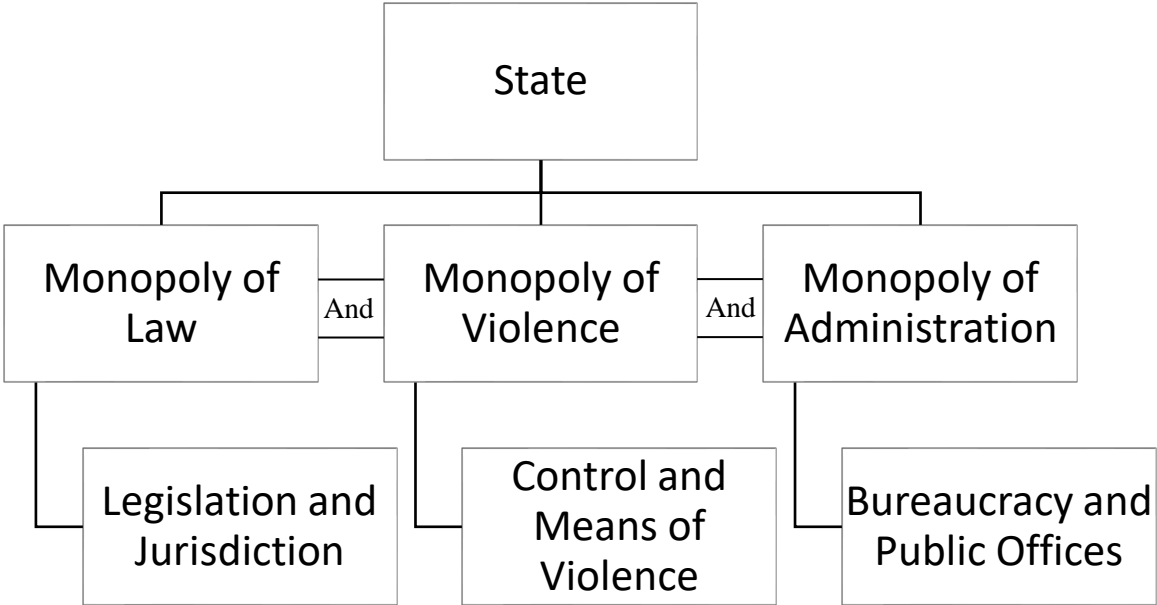 State
Monopoly of
Law
And
Monopoly of
Violence
And
Monopoly of
Administration
Legislation and
Jurisdiction
Control and
Means of
Violence
Bureaucracy and
Public Offices